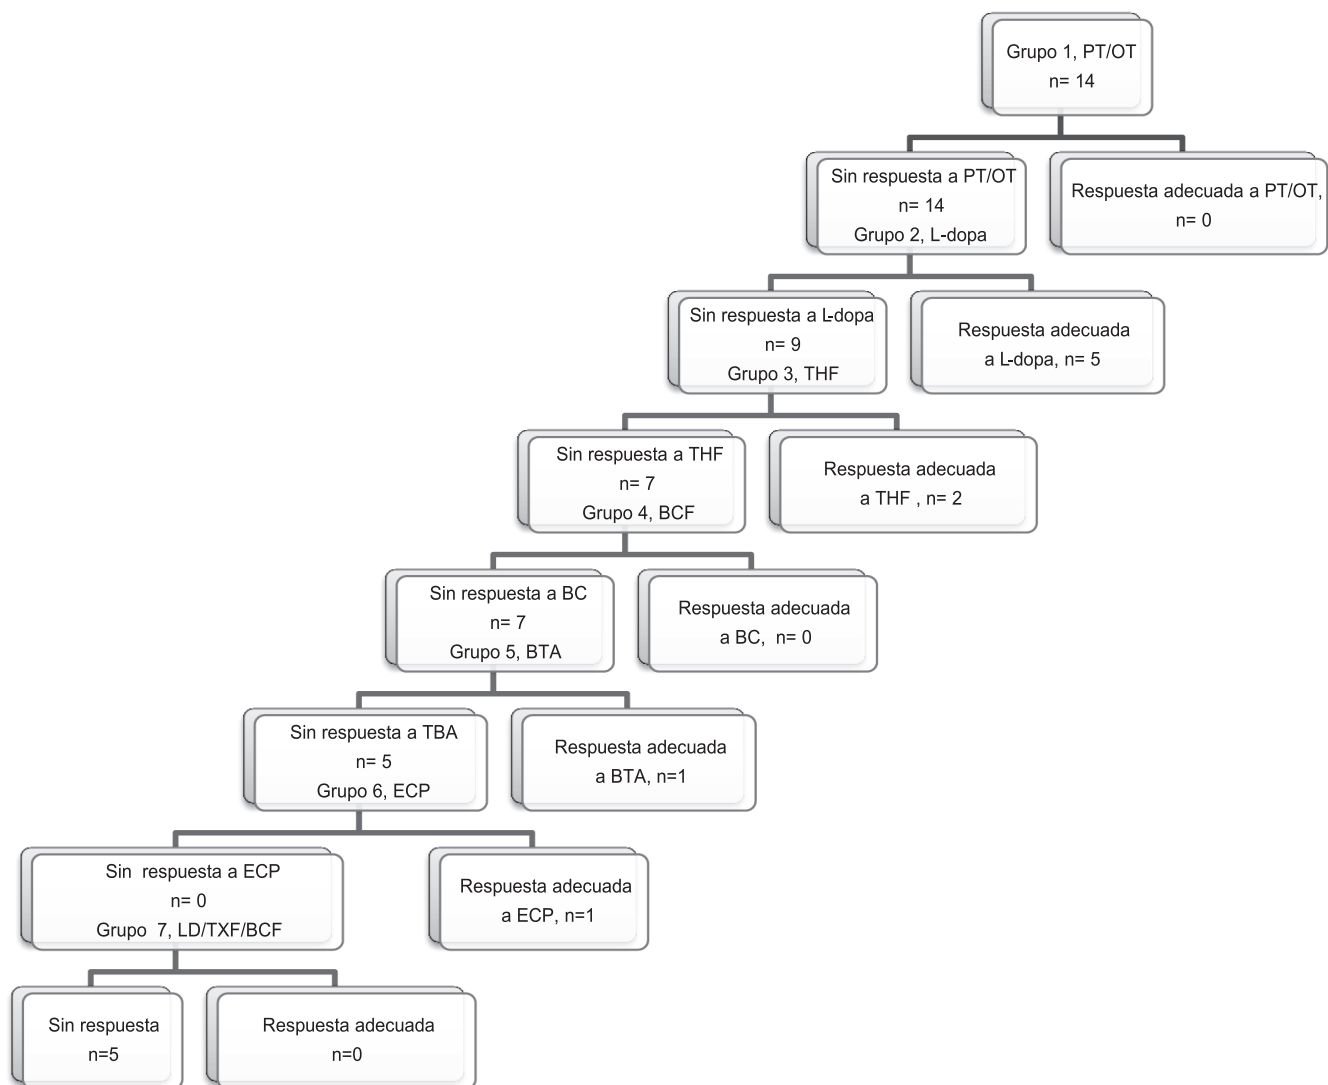 Grupo 1, PT/OT
n= 14
Sin respuesta a PT/OT
n= 14
Grupo 2, L-dopa
Respuesta adecuada a PT/OT,
n= 0
Sin respuesta a L-dopa
n= 9
Grupo 3, THF
Respuesta adecuada
a L-dopa, n= 5
Sin respuesta a THF
n= 7
Grupo 4, BCF
Respuesta adecuada
a THF , n= 2
Sin respuesta a BC
n= 7
Grupo 5, BTA
Respuesta adecuada
a BC, n= 0
Sin respuesta a TBA
n= 5
Grupo 6, ECP
Respuesta adecuada
a BTA, n=1
Sin respuesta a ECP
n= 0
Grupo 7, LD/TXF/BCF
Respuesta adecuada
a ECP, n=1
Sin respuesta
n=5
Respuesta adecuada
n=0